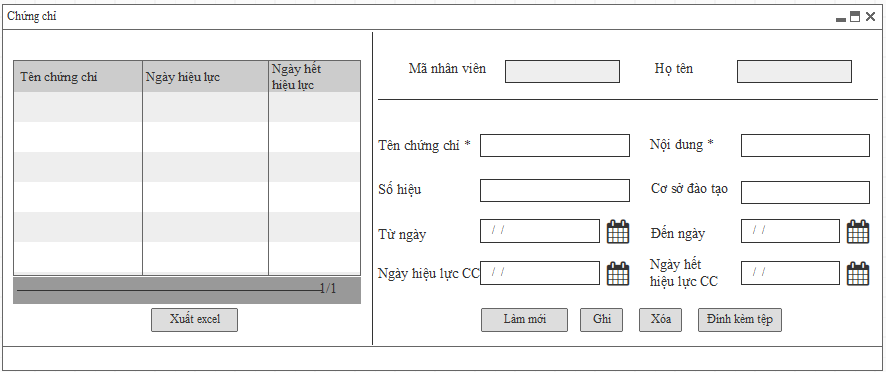 Chứng chỉ
Tên chứng chỉ
Ngày hiệu lực
Ngày hết
hiệu lực
1/1
Xuất excel
Mã nhân viên
Họ tên
Tên chứng chỉ *
Nội dung *
Số hiệu
Cơ sở đào tạo
Từ ngày
/ /
Đến ngày
/ /
Ngày hiệu lực CC
/ /
Ngày hết
hiệu lực CC
/ /
Làm mới
Ghi
Xóa
Đính kèm tệp